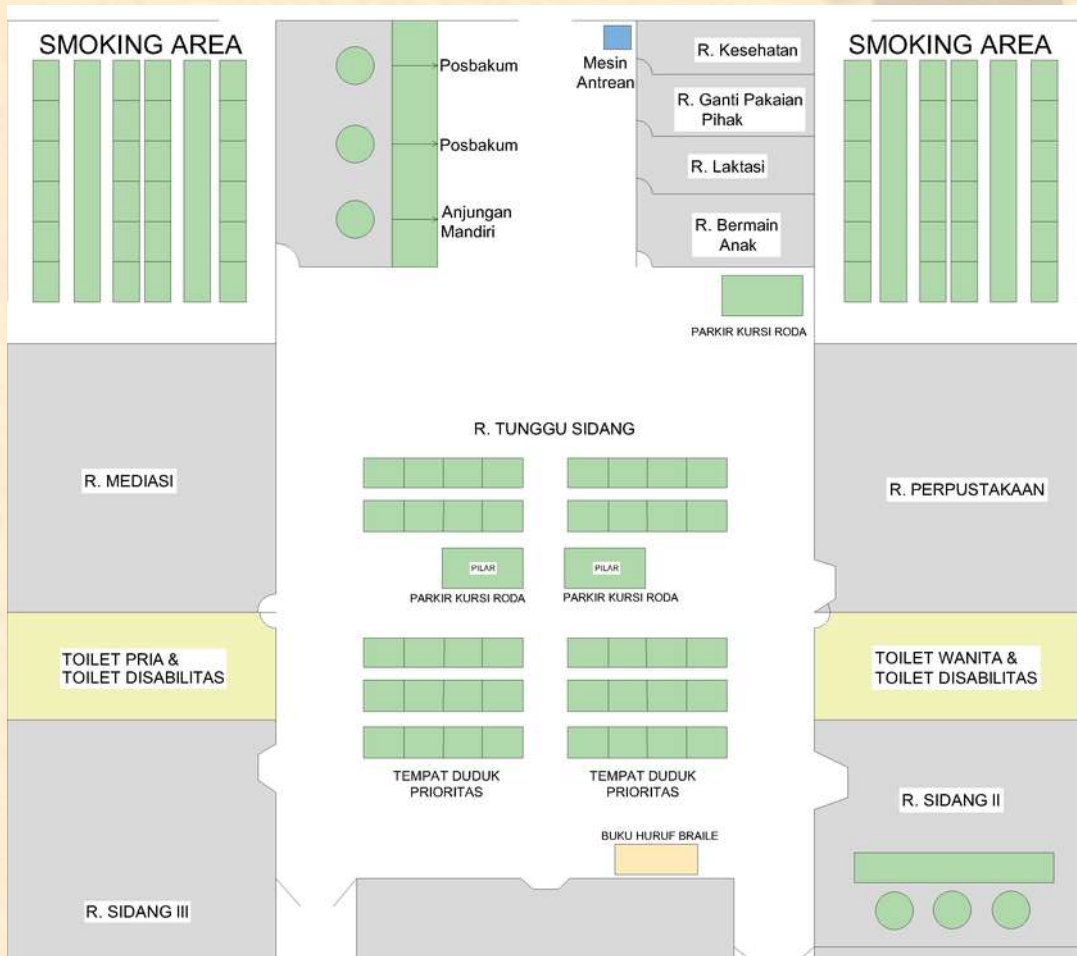 SMOKING AREA
Posbakum
Posbakum
Anjungan
Mandiri
Mesin
Antrean
R. Kesehatan
R. Ganti Pakaian
Pihak
R. Laktasi
R. Bermain
Anak
SMOKING AREA
PARKIR KURSI RODA
R. TUNGGU SIDANG
R. MEDIASI
R. PERPUSTAKAAN
PILAR
PILAR
PARKIR KURSI RODA
PARKIR KURSI RODA
TOILET PRIA &
TOILET DISABILITAS
TOILET WANITA &
TOILET DISABILITAS
TEMPAT DUDUK
PRIORITAS
TEMPAT DUDUK
PRIORITAS
R. SIDANG II
BUKU HURUF BRAILE
R. SIDANG III